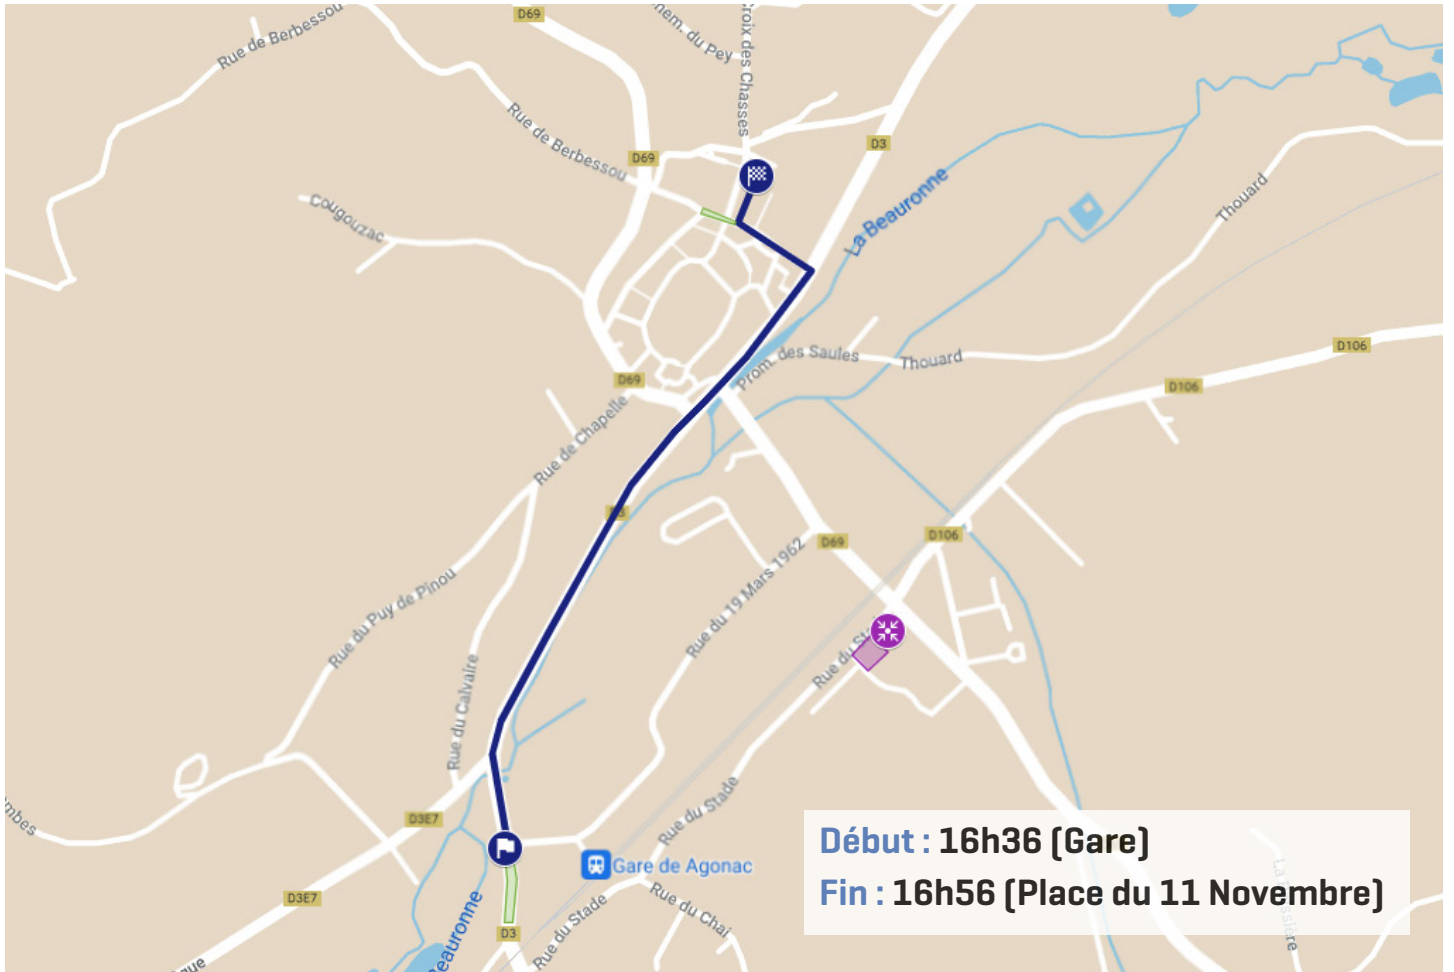 D69
Rue de Berbessou
Chem. du Pey
Croix des Chasses
Rue de Berbessou
D69
D3
La Beauronne
Thouard
Cougouzac
D106
Prom. des Saules
Thouard
D69
D106
Rue de Chapelle
D69
D106
Rue du 19 Mars 1962
Rue du Puy de Pinou
Rue du Calvaire
Rue du
D3E7
Rue du Stade
Gare de Agonac
D3E7
Rue du Chai
Beauronne
D3
Rue du Stade
Début : 16h36 (Gare)
Fin : 16h56 (Place du 11 Novembre)